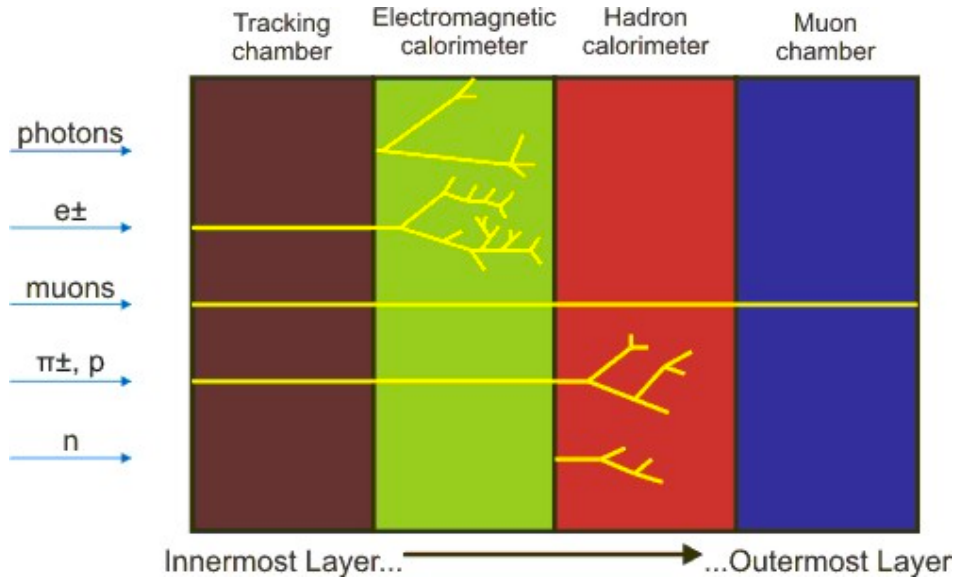 Tracking
chamber
Electromagnetic
calorimeter
Hadron
calorimeter
Muon
chamber
photons
e±
muons
π±, p
n
Innermost Layer...
...Outermost Layer